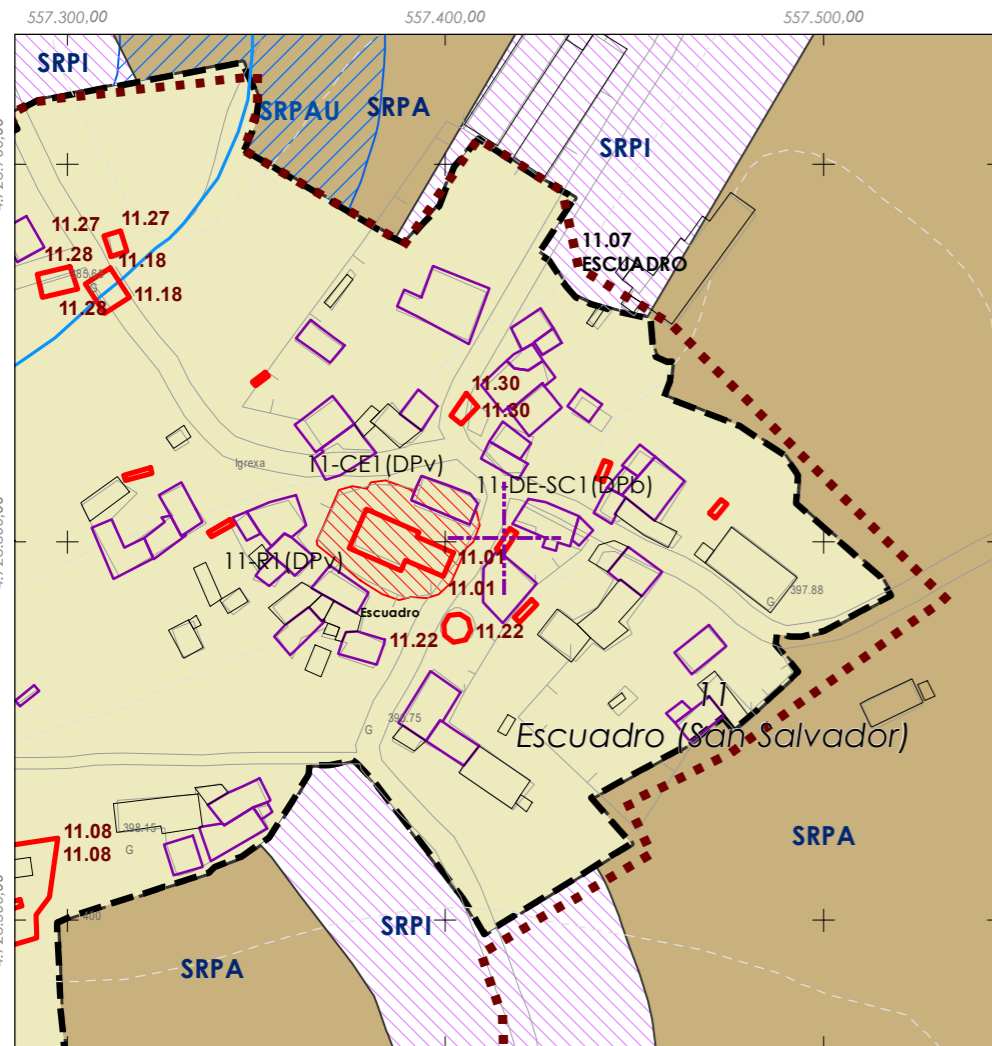 557.300,00
557.400,00
557.500,00
SRPI
SRPAU
SRPA
SRPI
11.27
11.27
11.07
ESCUADRO
11.28
11.18
11.18
11.28
G
11.30
11.30
Igrexa
11-CE1(DPv)
11-DE-SC1(DPb)
11-R1(DPv)
11.01
11.01
397.88
G
Escuadro
11.22
11.22
11
Escuadro (San Salvador)
G
11.08
11.08
398.15
G
SRPA
400
SRPI
SRPA